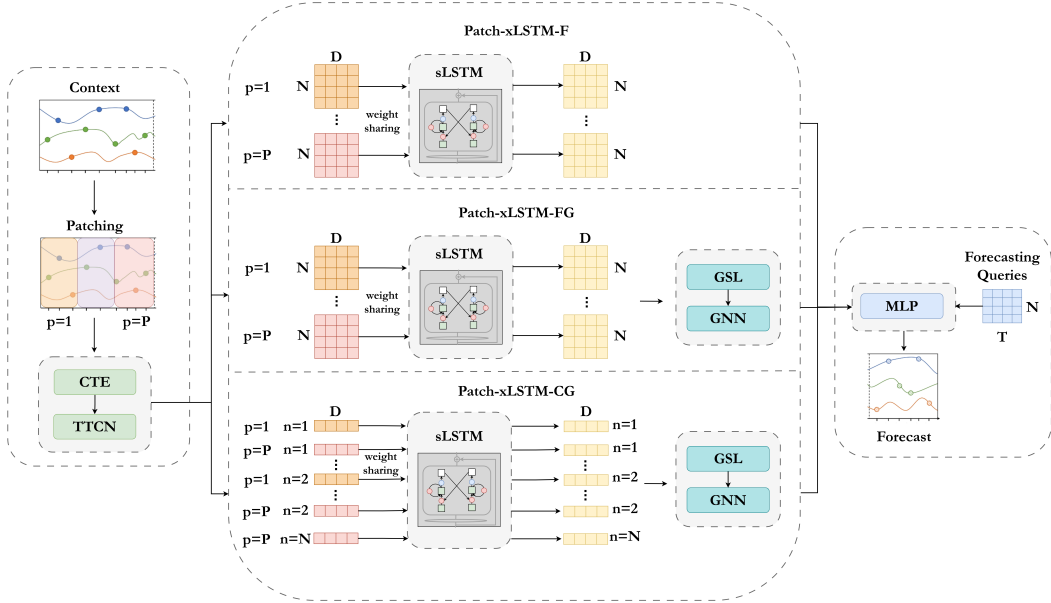 Context
Patching
p=1
p=P
CTE
TTCN
Patch-xLSTM-F
D
D
p=1
N
sLSTM
N
weight
sharing
p=P
N
N
Patch-xLSTM-FG
D
D
p=1
N
sLSTM
N
weight
sharing
p=P
N
N
GSL
GNN
Patch-xLSTM-CG
D
D
p=1 n=1
n=1
sLSTM
p=P n=1
n=1
weight
sharing
p=1 n=2
n=2
p=P n=2
n=2
p=P n=N
n=N
GSL
GNN
Forecasting
Queries
MLP
N
T
Forecast